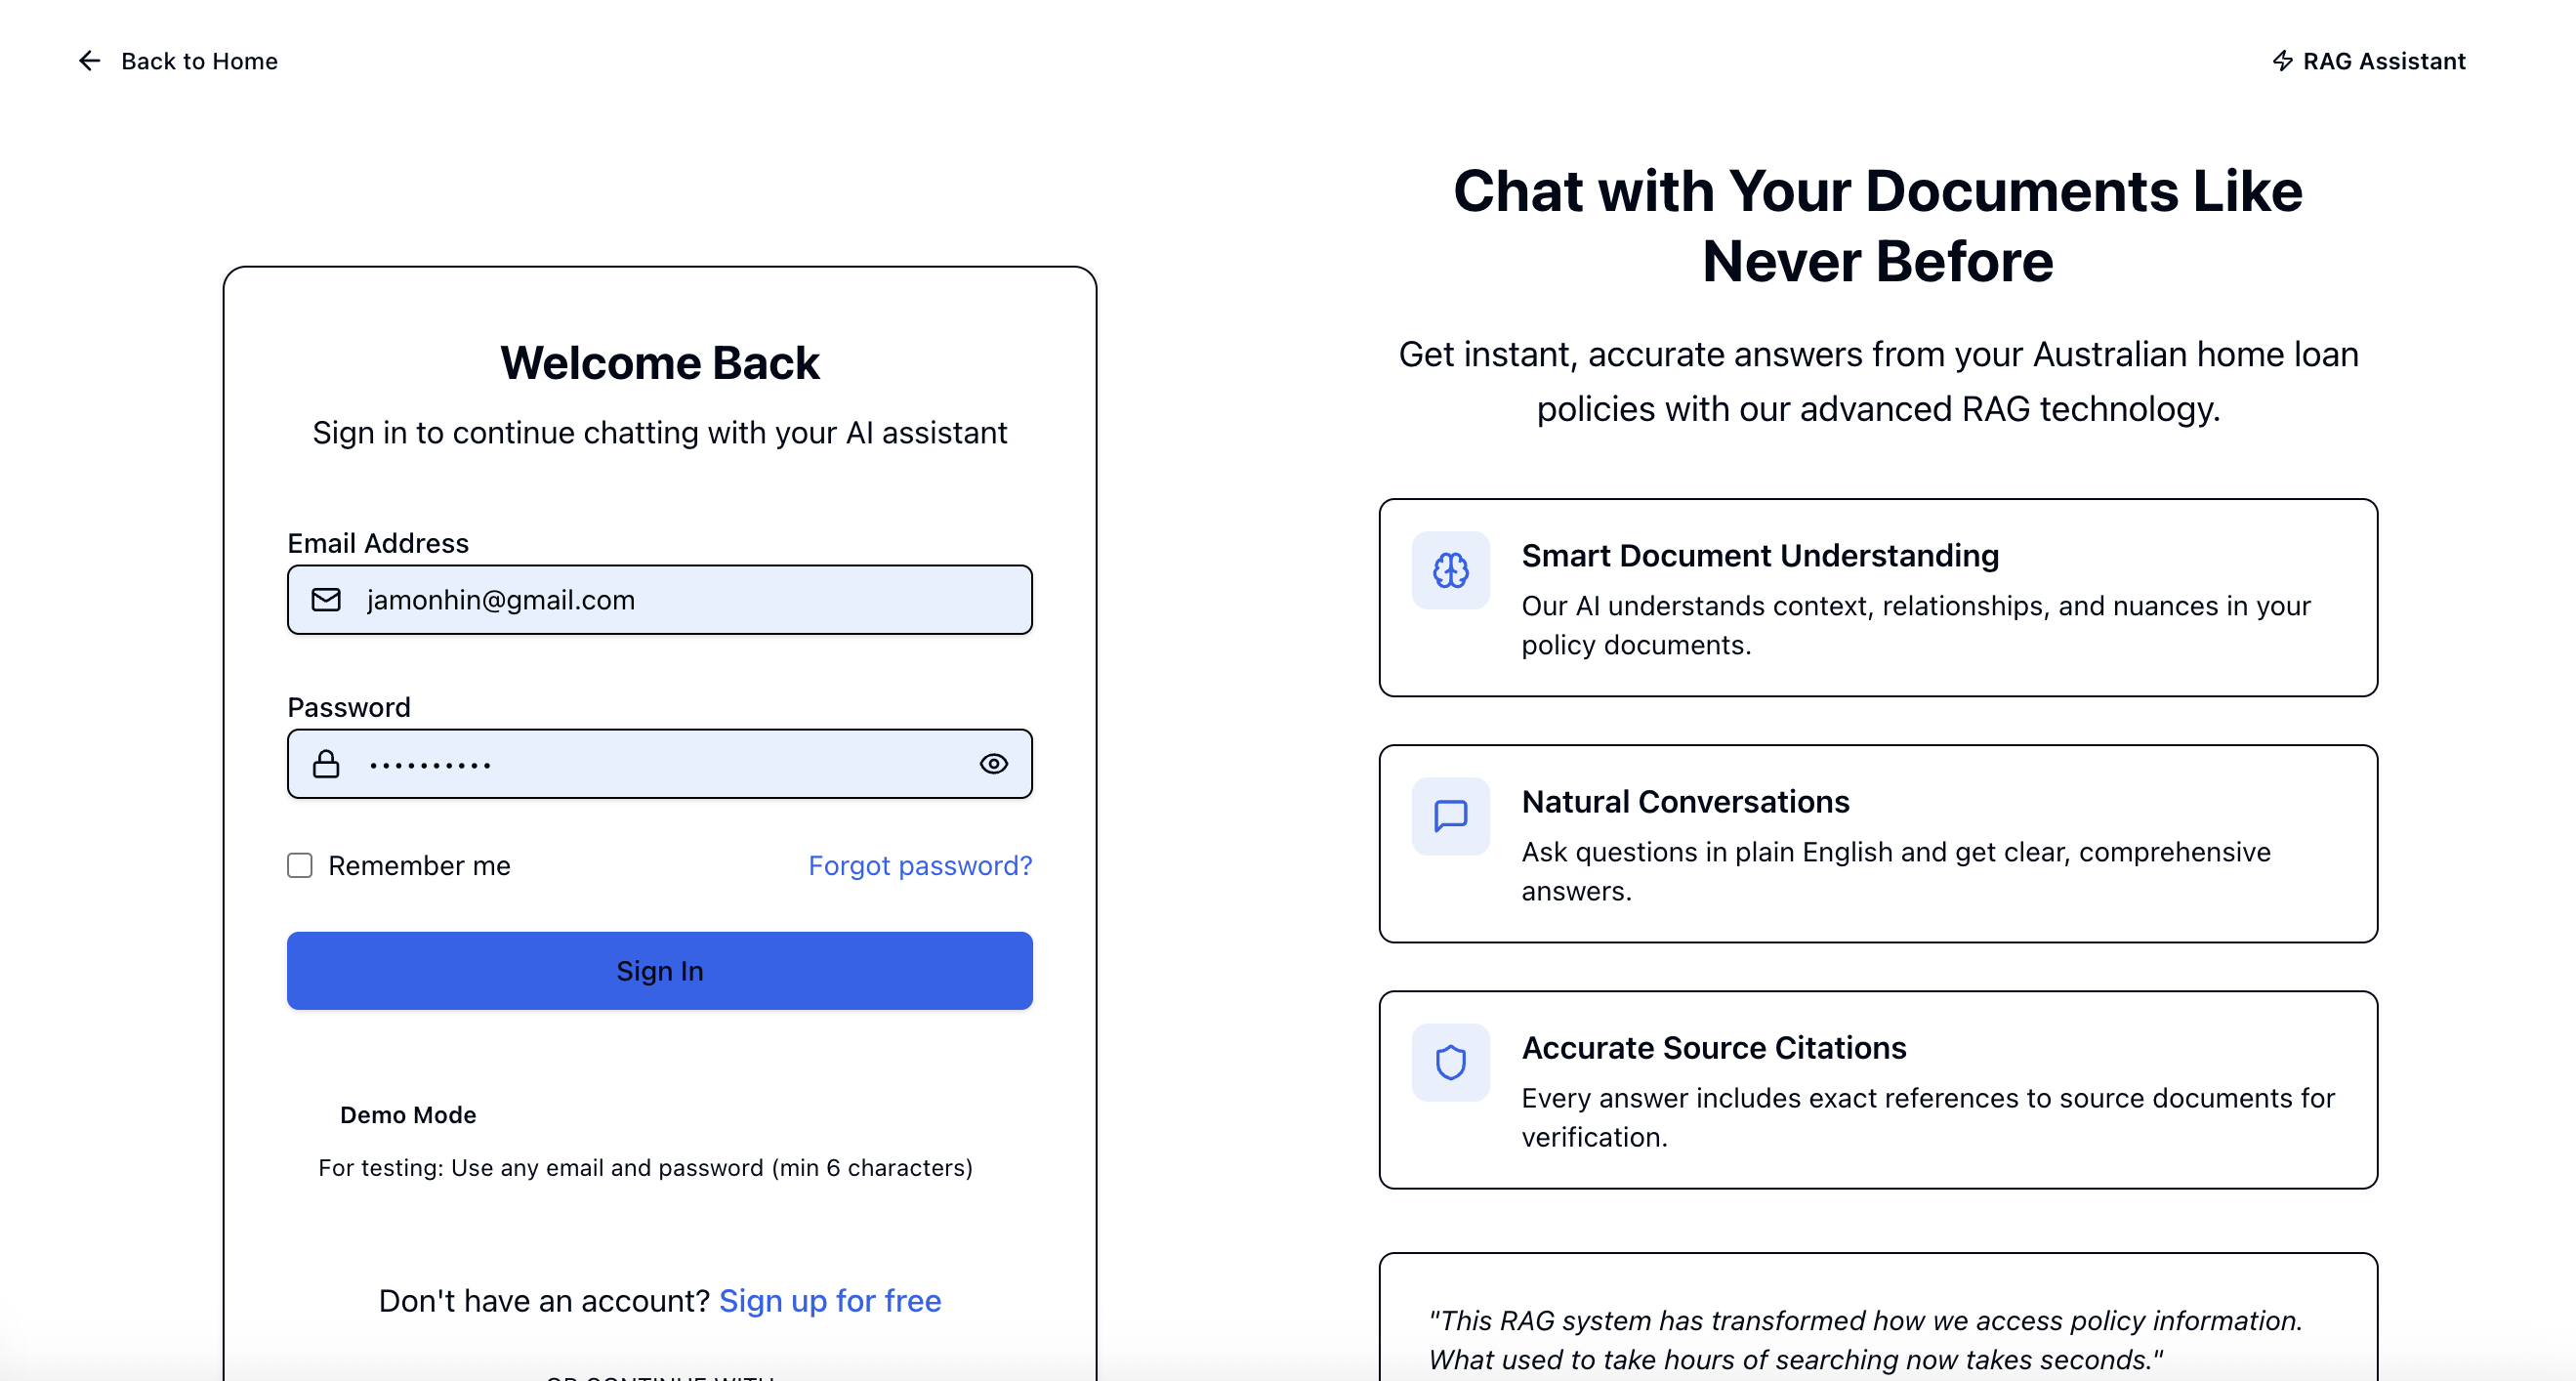 Back to Home
RAG Assistant
Welcome Back
Sign in to continue chatting with your AI assistant
Email Address
jamonhin@gmail.com
Password
••••••••••
Remember me
Forgot password?
Sign In
Demo Mode
For testing: Use any email and password (min 6 characters)
Don't have an account? Sign up for free
OR CONTINUE WITH
Chat with Your Documents Like
Never Before
Get instant, accurate answers from your Australian home loan
policies with our advanced RAG technology.
Smart Document Understanding
Our AI understands context, relationships, and nuances in your
policy documents.
Natural Conversations
Ask questions in plain English and get clear, comprehensive
answers.
Accurate Source Citations
Every answer includes exact references to source documents for
verification.
"This RAG system has transformed how we access policy information.
What used to take hours of searching now takes seconds."